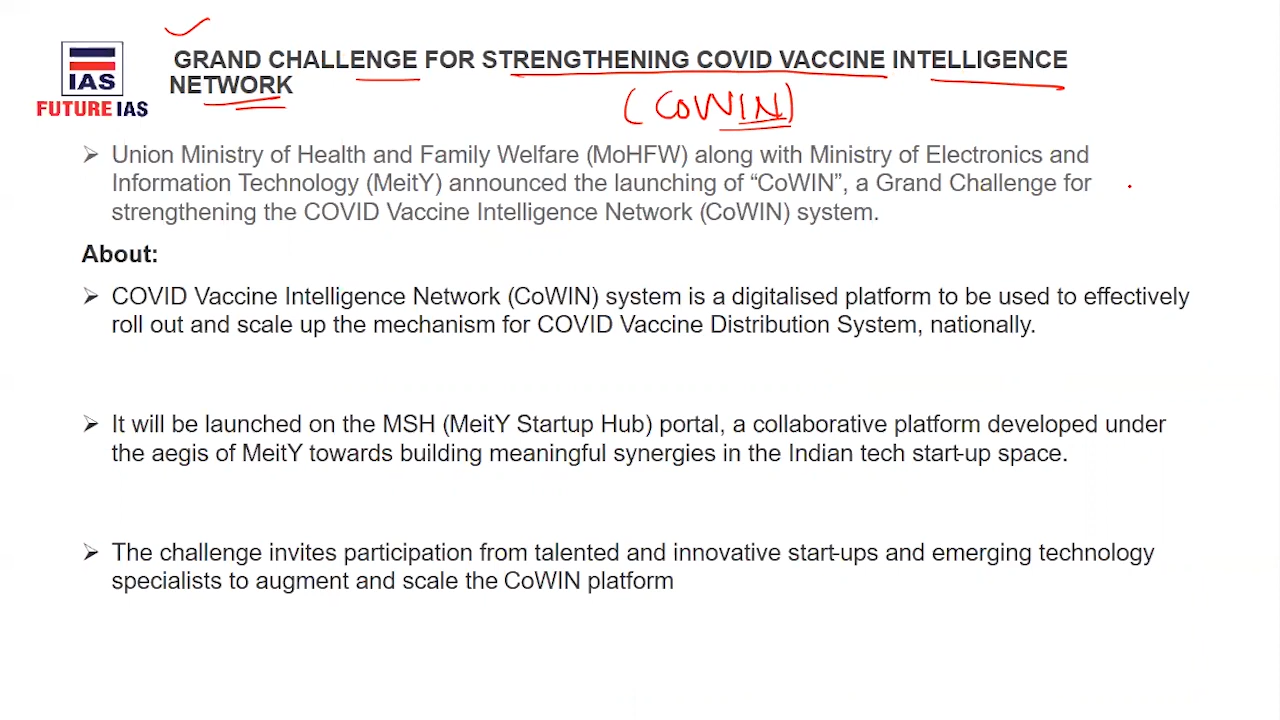 GRAND CHALLENGE FOR STRENGTHENING COVID VACCINE INTELLIGENCE
NETWORK
IAS
FUTURE IAS
(CoWIN)
➢ Union Ministry of Health and Family Welfare (MoHFW) along with Ministry of Electronics and
Information Technology (MeitY) announced the launching of “CoWIN”, a Grand Challenge for
strengthening the COVID Vaccine Intelligence Network (CoWIN) system.
About:
➢ COVID Vaccine Intelligence Network (CoWIN) system is a digitalised platform to be used to effectively
roll out and scale up the mechanism for COVID Vaccine Distribution System, nationally.
➢ It will be launched on the MSH (MeitY Startup Hub) portal, a collaborative platform developed under
the aegis of MeitY towards building meaningful synergies in the Indian tech start-up space.
➢ The challenge invites participation from talented and innovative start-ups and emerging technology
specialists to augment and scale the CoWIN platform